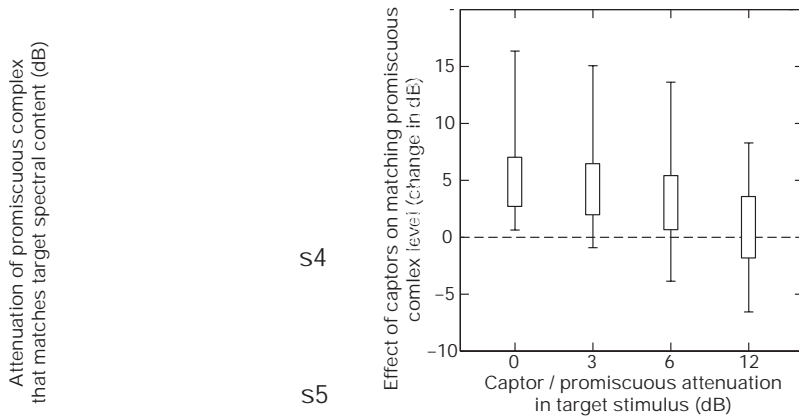 Attenuation of promiscuous complex
that matches target spectral content (dB)
s4
s5
Effect of captors on matching promiscuous
comlex level (change in dB)
15
10
5
0
−5
−10
0 3 6 12
Captor / promiscuous attenuation
in target stimulus (dB)